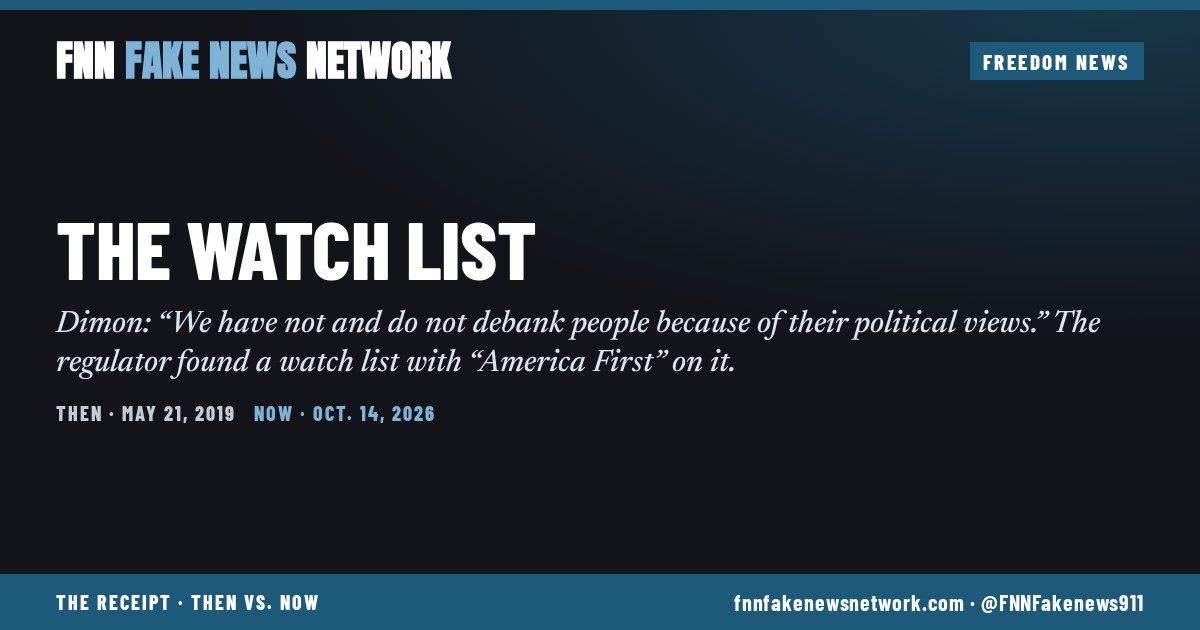 FNN FAKE NEWS NETWORK
FREEDOM NEWS
THE WATCH LIST
Dimon: “We have not and do not debank people because of their political views.” The
regulator found a watch list with “America First” on it.
THEN · MAY 21, 2019 NOW · OCT. 14, 2026
THE RECEIPT · THEN VS. NOW
fnnfakenewsnetwork.com · @FNNFakenews911